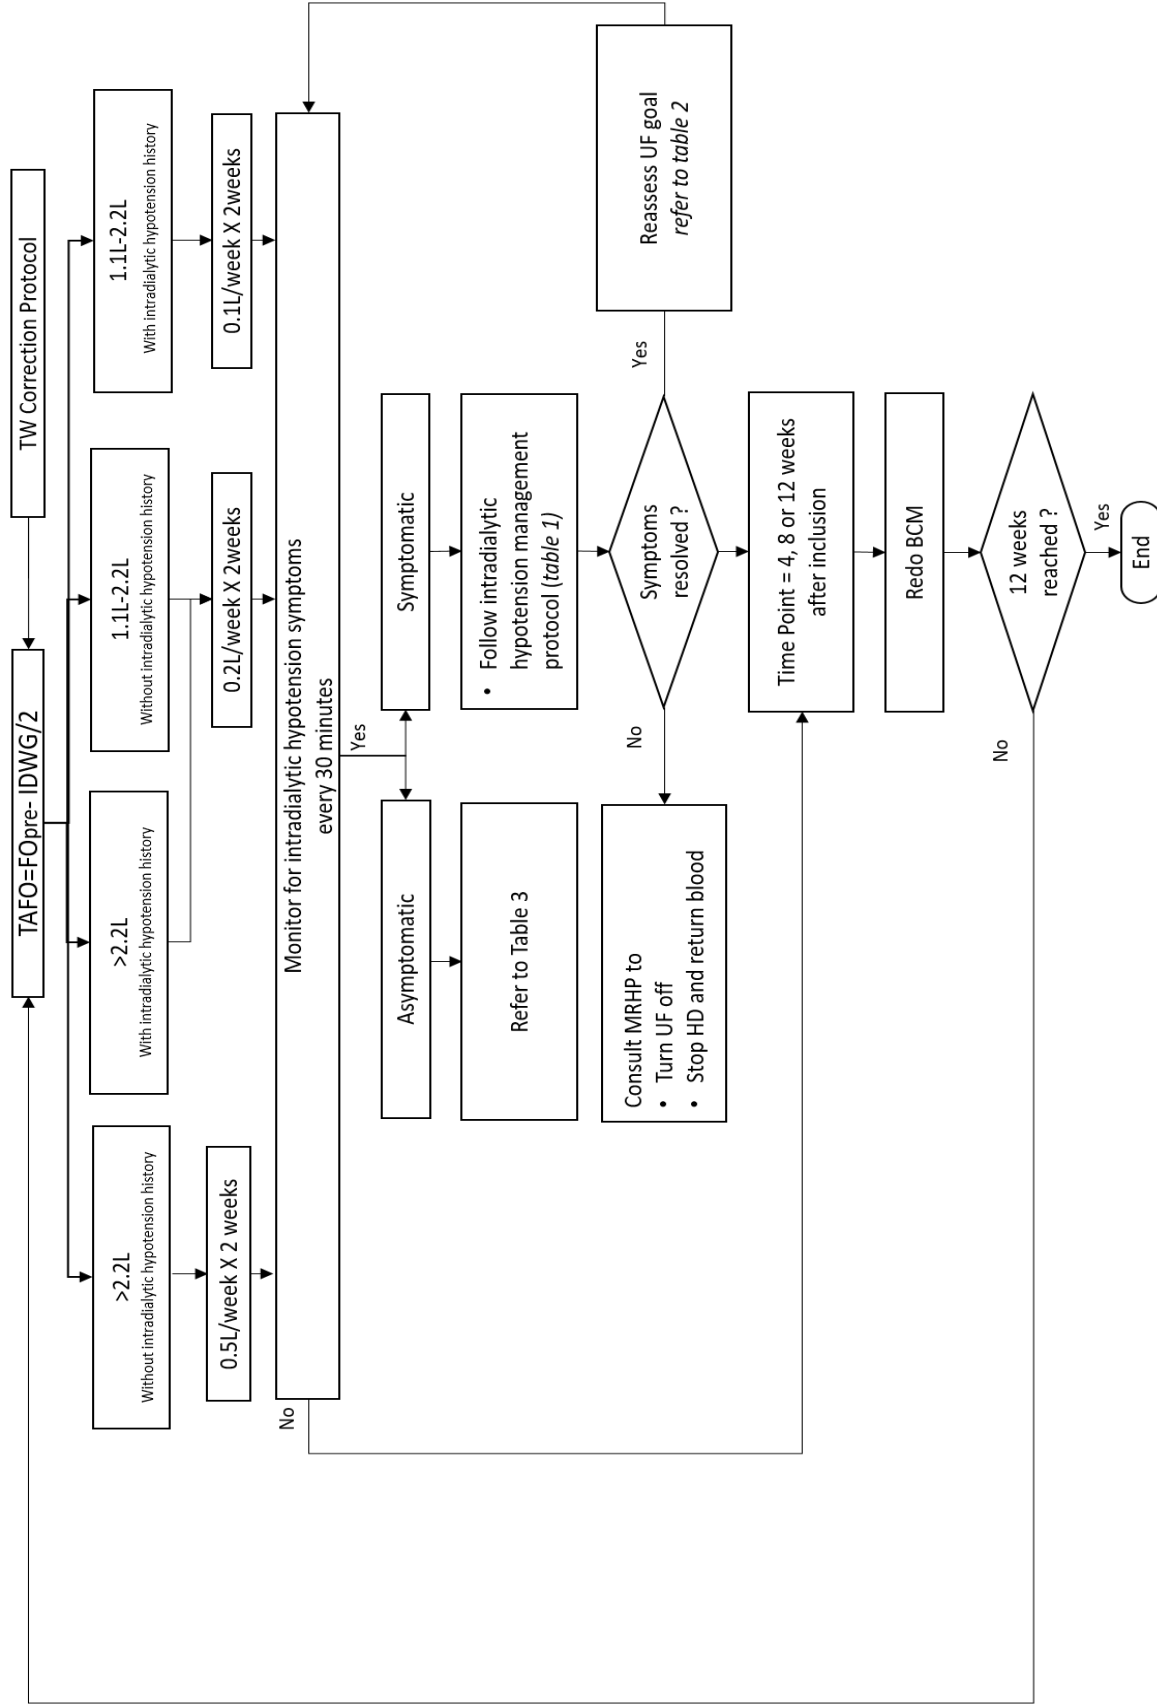 TW Correction Protocol
TAFO=FOpre- IDWG/2
>2.2L
Without intradialytic hypotension history
>2.2L
With intradialytic hypotension history
1.1L-2.2L
Without intradialytic hypotension history
1.1L-2.2L
With intradialytic hypotension history
0.5L/week X 2 weeks
0.2L/week X 2weeks
0.1L/week X 2weeks
Monitor for intradialytic hypotension symptoms
every 30 minutes
No
Yes
Asymptomatic
Symptomatic
Refer to Table 3
• Follow intradialytic
hypotension management
protocol (table 1)
Symptoms
resolved ?
No
Yes
Consult MRHP to
• Turn UF off
• Stop HD and return blood
Reassess UF goal
refer to table 2
Time Point = 4, 8 or 12 weeks
after inclusion
Redo BCM
12 weeks
reached ?
No
Yes
End